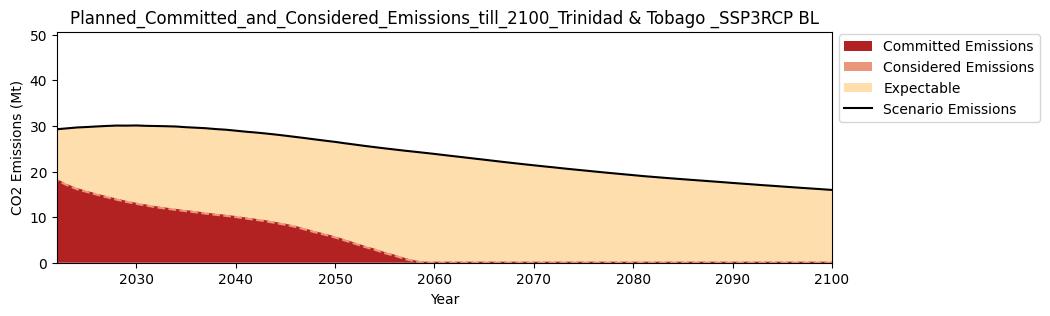 Planned_Committed_and_Considered_Emissions_till_2100_Trinidad & Tobago _SSP3RCP BL
CO2 Emissions (Mt)
50
40
30
20
10
0
2030 2040 2050 2060 2070 2080 2090 2100
Year
Committed Emissions
Considered Emissions
Expectable
Scenario Emissions